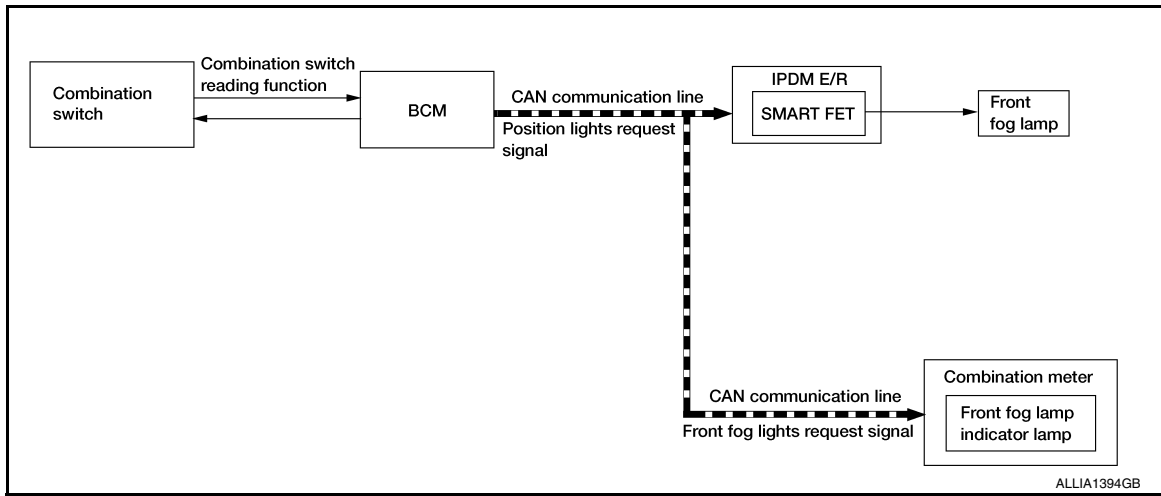 Combination
switch
Combination switch
reading function
BCM
CAN communication line
Position lights request
signal
IPDM E/R
SMART FET
Front
fog lamp
CAN communication line
Front fog lights request signal
Combination meter
Front fog lamp
indicator lamp
ALLIA1394GB